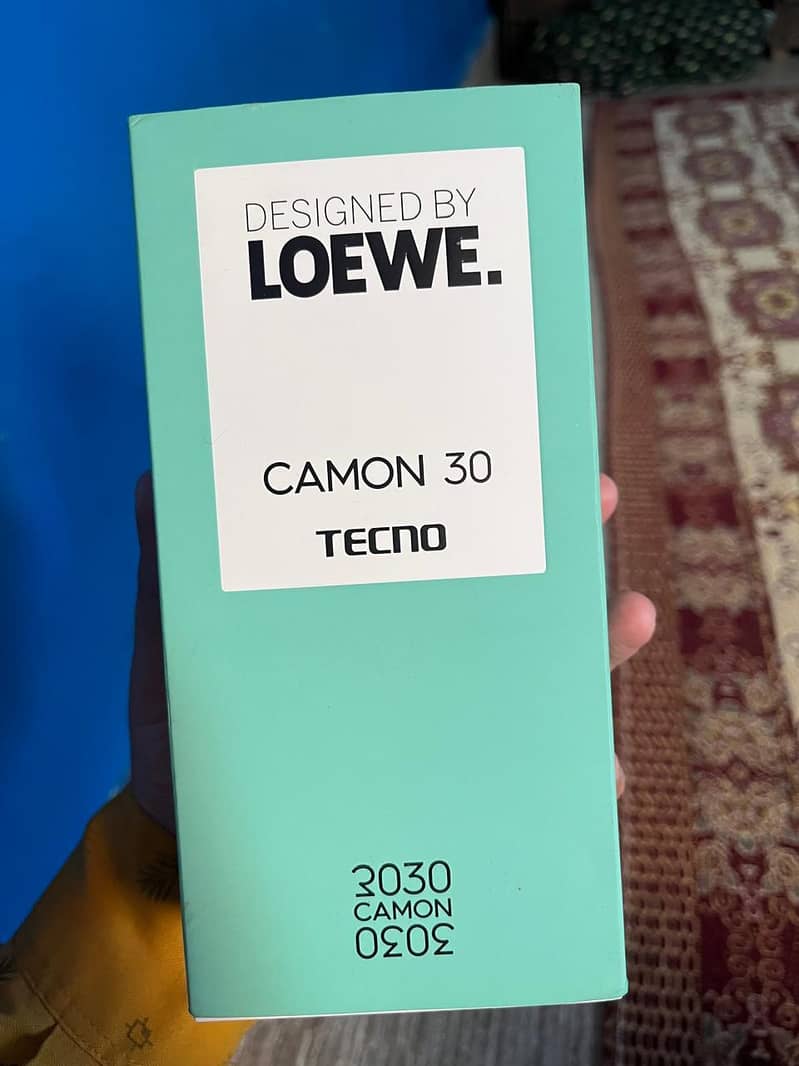 DESIGNED BY
LOEWE.
CAMON 30
TECNO
3030
CAMON
3030